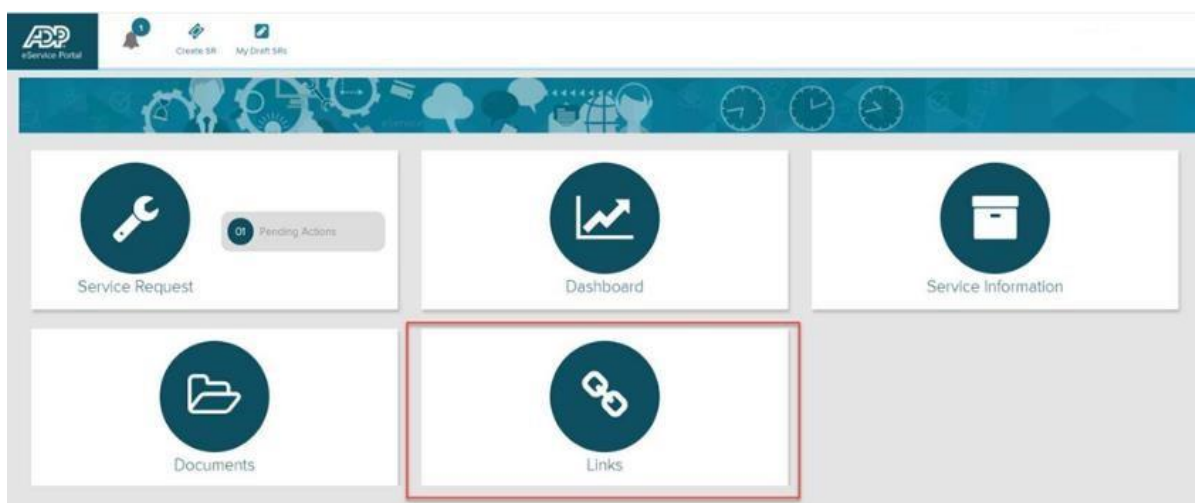 ADP
eService Portal
1
Create SR
My Draft SRs
01
Pending Actions
Service Request
Dashboard
Service Information
Documents
Links